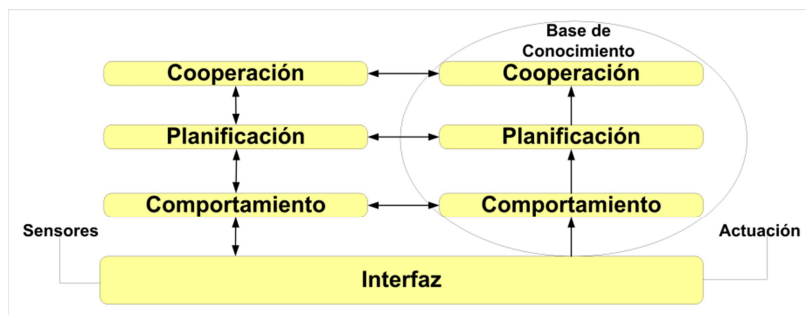 Base de
Conocimiento
Cooperación
Cooperación
Planificación
Planificación
Comportamiento
Comportamiento
Sensores
Actuación
Interfaz